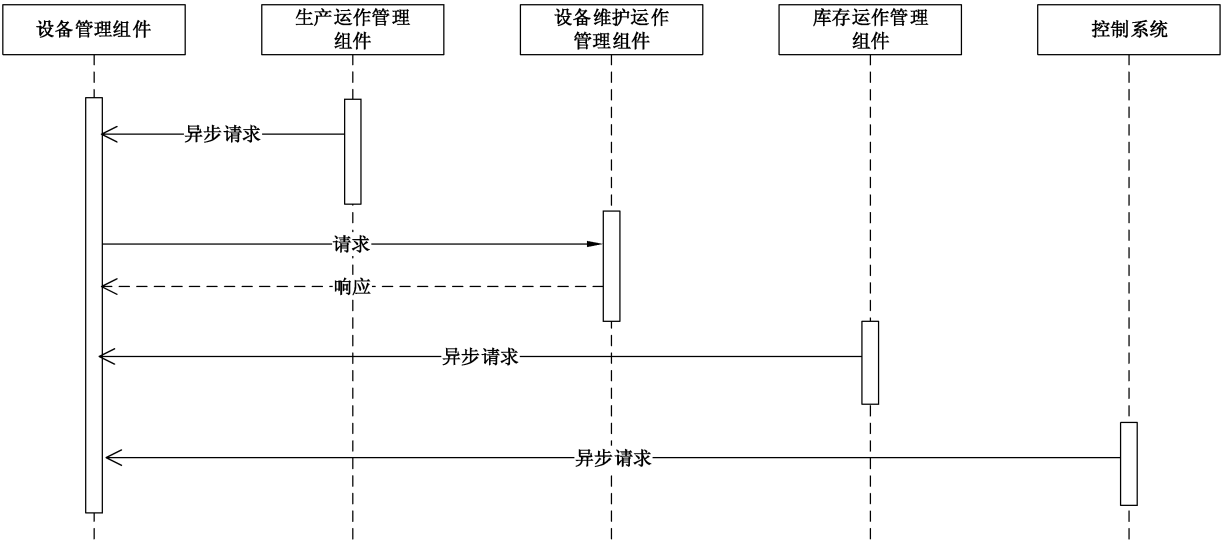 设备管理组件
生产运作管理
组件
设备维护运作
管理组件
库存运作管理
组件
控制系统
异步请求
请求
响应
异步请求
异步请求